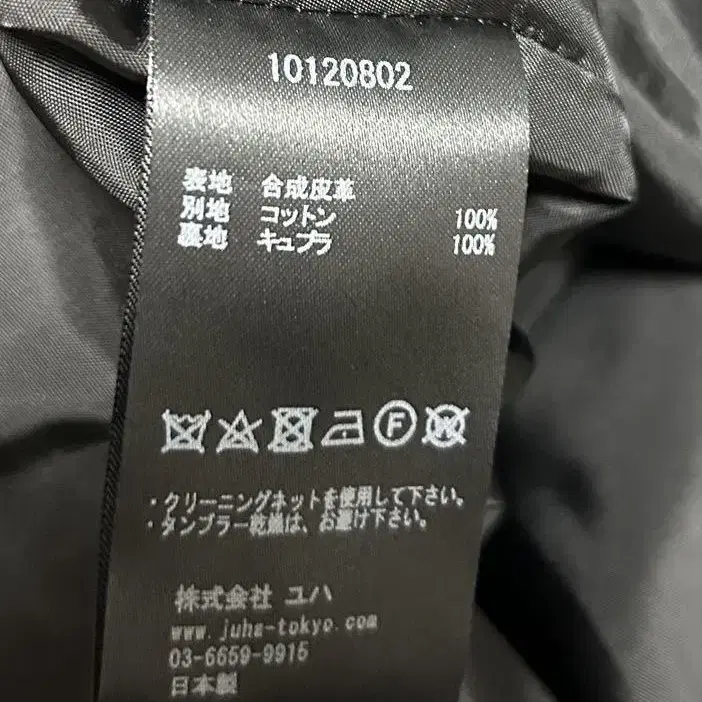 10120802
表地 合成皮革
別地 コットン 100%
裏地 キュプラ 100%
F W
・クリーニングネットを使用して下さい。
・タンブラー乾燥は、お避け下さい。
株式会社 ユハ
www.juha-tokyo.com
03-6659-9915
日本製